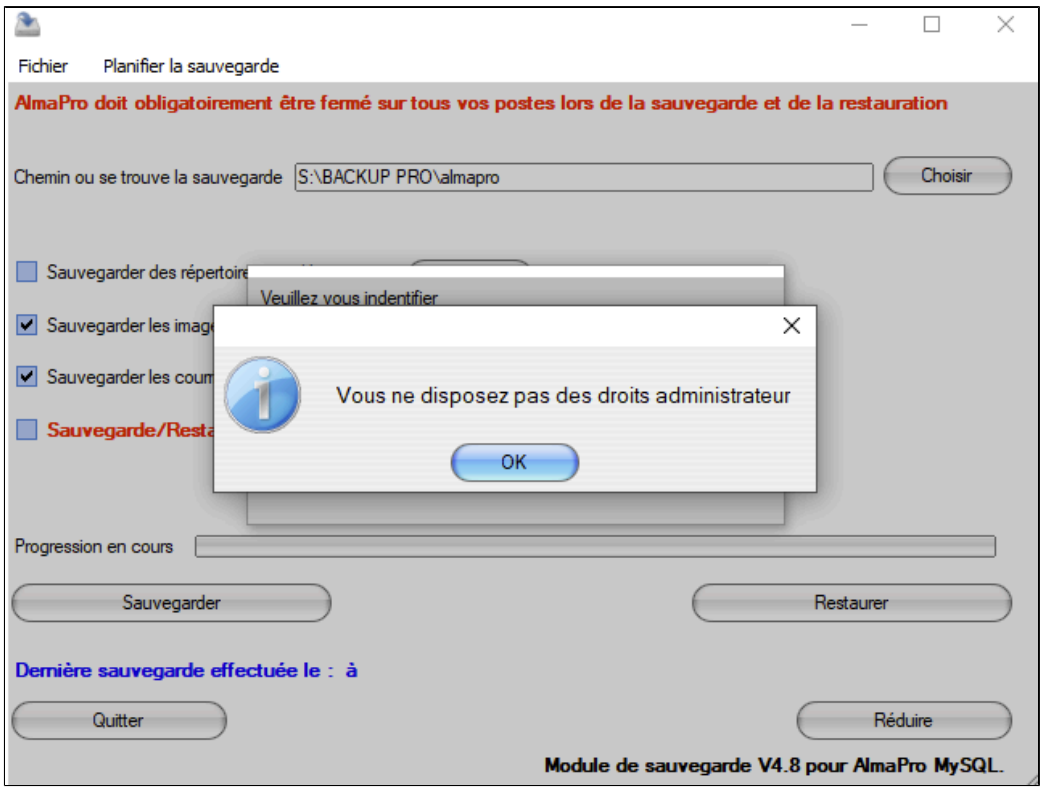 Fichier Planifier la sauvegarde
AlmaPro doit obligatoirement être fermé sur tous vos postes lors de la sauvegarde et de la restauration
Chemin ou se trouve la sauvegarde S:\BACKUP PRO\almapro Choisir
Sauvegarder des répertoire
Veuillez vous indentifier
Sauvegarder les image
Sauvegarder les courr
Vous ne disposez pas des droits administrateur
Sauvegarde/Resta
OK
Progression en cours
Sauvegarder Restaurer
Dernière sauvegarde effectuée le : à
Quitter Réduire
Module de sauvegarde V4.8 pour AlmaPro MySQL.